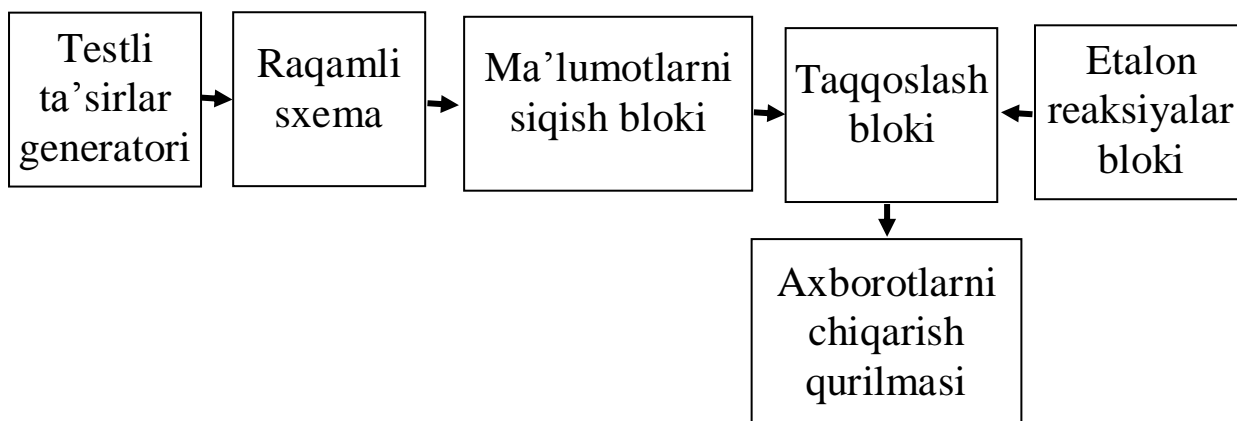 Testli
ta’sirlar
generatori
Raqamli
sxema
Ma’lumotlarni
siqish bloki
Taqqoslash
bloki
Etalon
reaksiyalar
bloki
Axborotlarni
chiqarish
qurilmasi